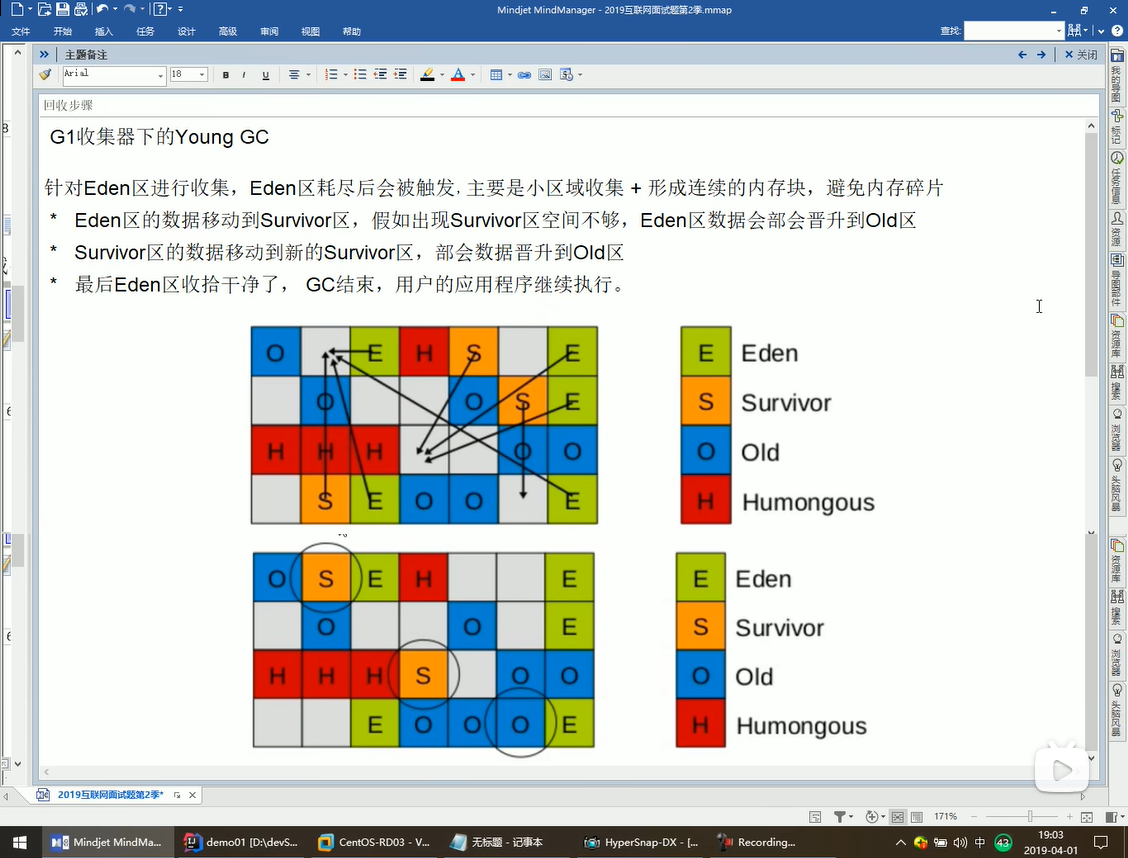 Mindjet MindManager - 2019互联网面试题第2季.mmap
文件 开始 插入 任务 设计 高级 审阅 视图 帮助 查找:
主题备注 关闭
Arial 18 B I U
回收步骤
G1收集器下的Young GC
针对Eden区进行收集，Eden区耗尽后会被触发, 主要是小区域收集 + 形成连续的内存块，避免内存碎片
* Eden区的数据移动到Survivor区，假如出现Survivor区空间不够，Eden区数据会部会晋升到Old区
* Survivor区的数据移动到新的Survivor区，部会数据晋升到Old区
* 最后Eden区收拾干净了， GC结束，用户的应用程序继续执行。
O E H S E E Eden
O O S E S Survivor
H H H O O O Old
S E O O E H Humongous
O S E H E E Eden
O O E S Survivor
H H H S O O O Old
E O O O E H Humongous
我的导图
标记
任务信息
资源
导图部件
资源库
搜索
浏览器
头脑风暴
资源库
搜索
浏览器
头脑风暴
8
6
6
2019互联网面试题第2季*
171%
Mindjet MindMa...
demo01 [D:\devS...
CentOS-RD03 - V...
无标题 - 记事本
HyperSnap-DX - [...
Recording...
中
43
19:03
2019-04-01